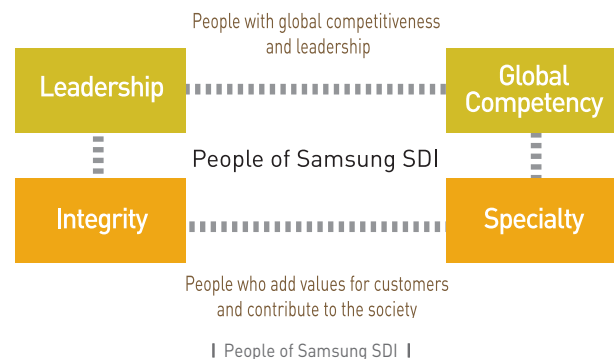 People with global competitiveness
and leadership
Leadership
Global
Competency
People of Samsung SDI
Integrity
Specialty
People who add values for customers
and contribute to the society
| People of Samsung SDI |